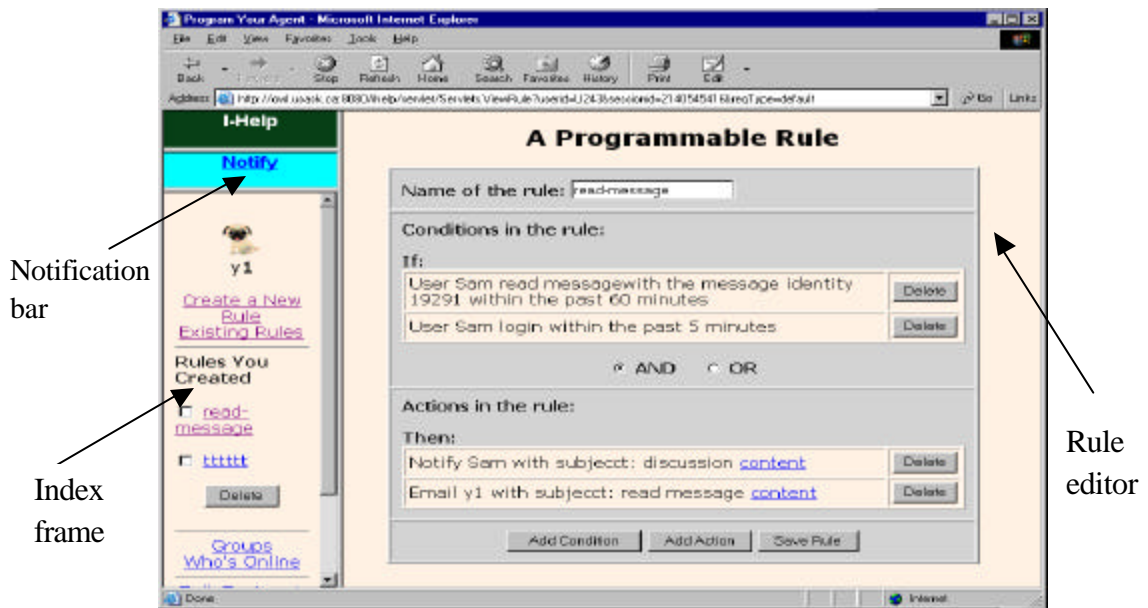 Program Your Agent - Microsoft Internet Explorer
File Edit View Favorites Tools Help
Back Stop Refresh Home Search Favorites History Print Edit
Address Go Links
I-Help
Notify
y1
Create a New
Rule
Existing Rules
Rules You
Created
read-
message
tttttt
Delete
Groups
Who's Online
A Programmable Rule
Name of the rule: read-message
Conditions in the rule:
If:
User Sam read messagewith the message identity
19291 within the past 60 minutes
Delete
User Sam login within the past 5 minutes
Delete
AND OR
Actions in the rule:
Then:
Notify Sam with subjecct: discussion content
Delete
Email y1 with subjecct: read message content
Delete
Add Condition Add Action Save Rule
Done Internet
Notification
bar
Index
frame
Rule
editor